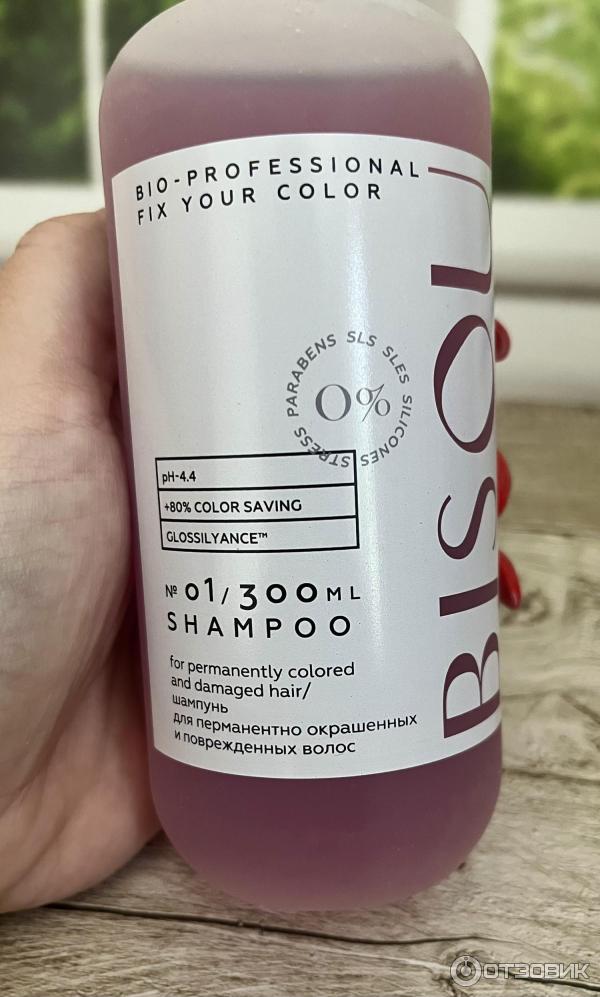 BIO-PROFESSIONAL
FIX YOUR COLOR
BISOU
PARABENS SLS SLES SILICONES STRESS
0%
pH-4.4
+80% COLOR SAVING
GLOSSILYANCE™
№ 01/300ML
SHAMPOO
for permanently colored
and damaged hair/
шампунь
для перманентно окрашенных
и поврежденных волос
ОТЗОВИК